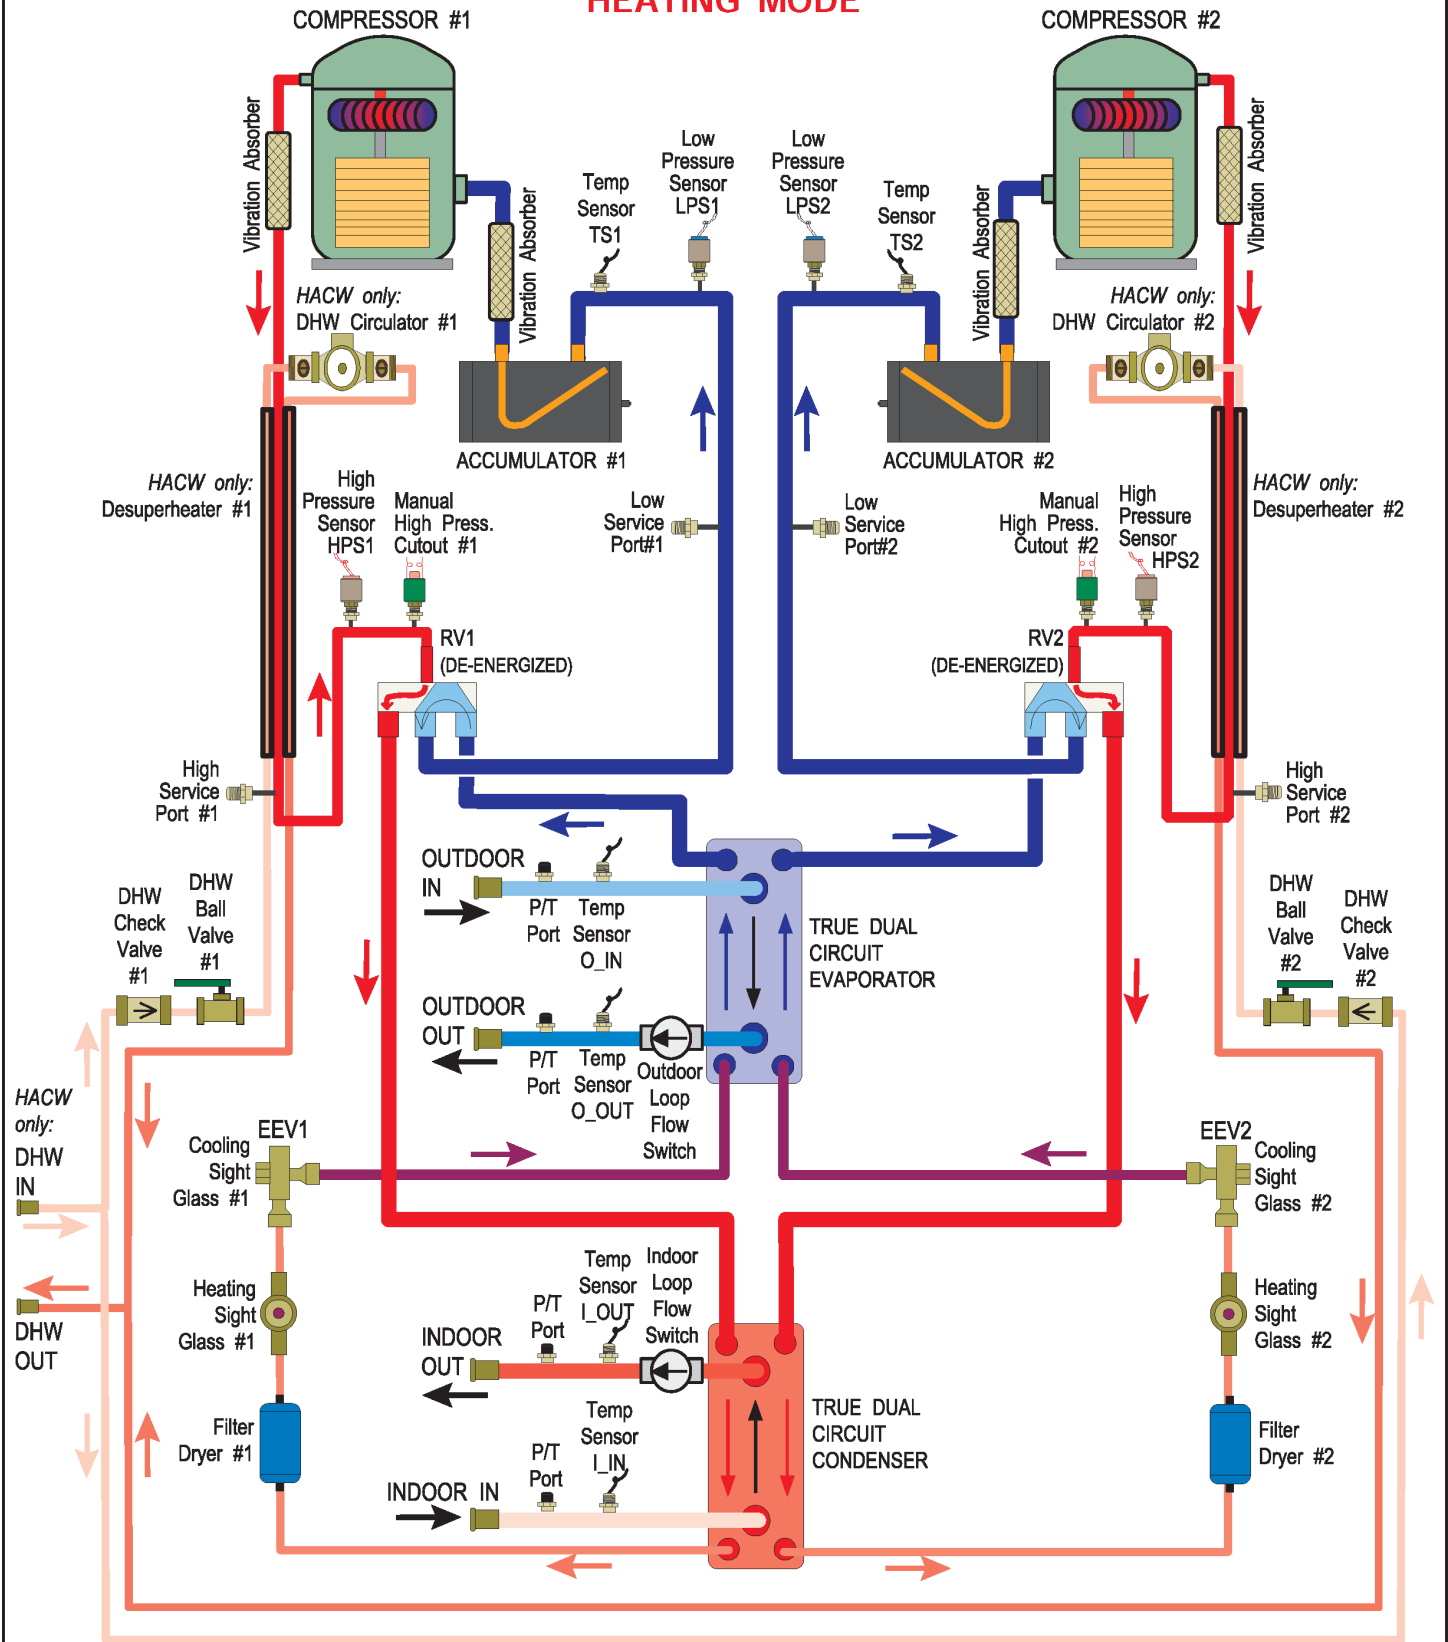 HEATING MODE
COMPRESSOR #1
COMPRESSOR #2
Vibration Absorber
Vibration Absorber
Temp
Sensor
TS1
Low
Pressure
Sensor
LPS1
Low
Pressure
Sensor
LPS2
Temp
Sensor
TS2
Vibration Absorber
Vibration Absorber
HACW only:
DHW Circulator #1
HACW only:
DHW Circulator #2
ACCUMULATOR #1
ACCUMULATOR #2
HACW only:
Desuperheater #1
High
Pressure
Sensor
HPS1
Manual
High Press.
Cutout #1
Low
Service
Port#1
Low
Service
Port#2
Manual
High Press.
Cutout #2
High
Pressure
Sensor
HPS2
HACW only:
Desuperheater #2
RV1
(DE-ENERGIZED)
RV2
(DE-ENERGIZED)
High
Service
Port #1
High
Service
Port #2
OUTDOOR
IN
P/T
Port
Temp
Sensor
O_IN
TRUE DUAL
CIRCUIT
EVAPORATOR
DHW
Check
Valve
#1
DHW
Ball
Valve
#1
DHW
Ball
Valve
#2
DHW
Check
Valve
#2
OUTDOOR
OUT
P/T
Port
Temp
Sensor
O_OUT
Outdoor
Loop
Flow
Switch
HACW
only:
DHW
IN
DHW
OUT
EEV1
Cooling
Sight
Glass #1
EEV2
Cooling
Sight
Glass #2
Heating
Sight
Glass #1
Heating
Sight
Glass #2
INDOOR
OUT
P/T
Port
Temp
Sensor
I_OUT
Indoor
Loop
Flow
Switch
TRUE DUAL
CIRCUIT
CONDENSER
Filter
Dryer #1
Filter
Dryer #2
INDOOR IN
P/T
Port
Temp
Sensor
I_IN